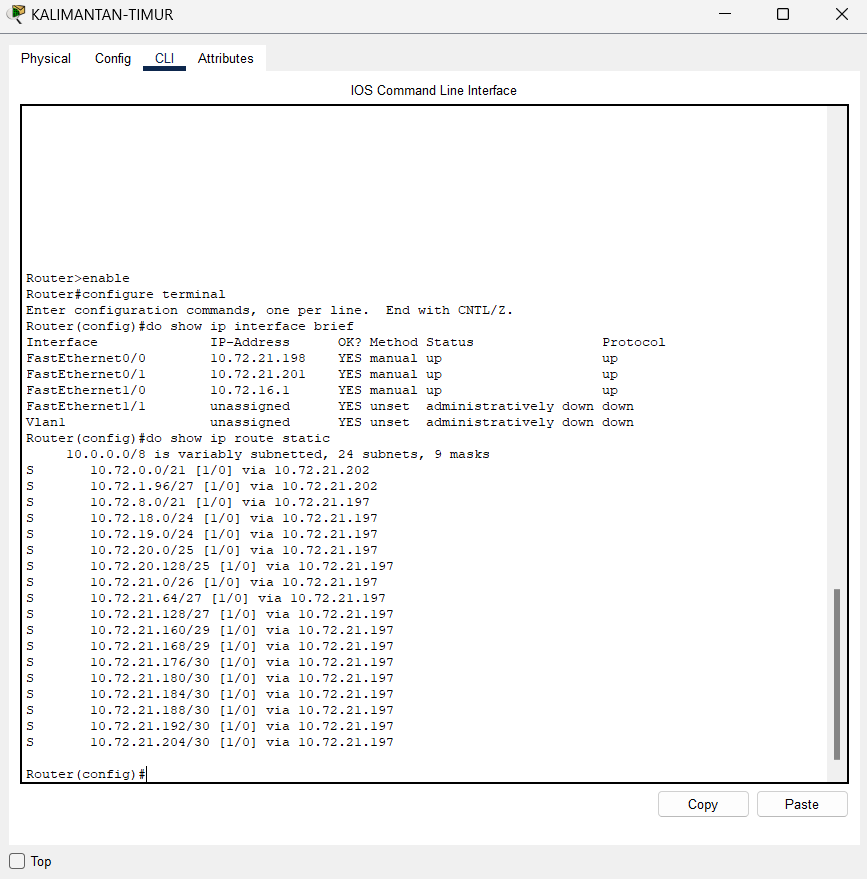 KALIMANTAN-TIMUR
Physical Config CLI Attributes
IOS Command Line Interface
Router>enable
Router#configure terminal
Enter configuration commands, one per line.  End with CNTL/Z.
Router(config)#do show ip interface brief
Interface              IP-Address      OK? Method Status                Protocol
FastEthernet0/0        10.72.21.198    YES manual up                    up
FastEthernet0/1        10.72.21.201    YES manual up                    up
FastEthernet1/0        10.72.16.1      YES manual up                    up
FastEthernet1/1        unassigned      YES unset  administratively down down
Vlan1                  unassigned      YES unset  administratively down down
Router(config)#do show ip route static
     10.0.0.0/8 is variably subnetted, 24 subnets, 9 masks
S       10.72.0.0/21 [1/0] via 10.72.21.202
S       10.72.1.96/27 [1/0] via 10.72.21.202
S       10.72.8.0/21 [1/0] via 10.72.21.197
S       10.72.18.0/24 [1/0] via 10.72.21.197
S       10.72.19.0/24 [1/0] via 10.72.21.197
S       10.72.20.0/25 [1/0] via 10.72.21.197
S       10.72.20.128/25 [1/0] via 10.72.21.197
S       10.72.21.0/26 [1/0] via 10.72.21.197
S       10.72.21.64/27 [1/0] via 10.72.21.197
S       10.72.21.128/27 [1/0] via 10.72.21.197
S       10.72.21.160/29 [1/0] via 10.72.21.197
S       10.72.21.168/29 [1/0] via 10.72.21.197
S       10.72.21.176/30 [1/0] via 10.72.21.197
S       10.72.21.180/30 [1/0] via 10.72.21.197
S       10.72.21.184/30 [1/0] via 10.72.21.197
S       10.72.21.188/30 [1/0] via 10.72.21.197
S       10.72.21.192/30 [1/0] via 10.72.21.197
S       10.72.21.204/30 [1/0] via 10.72.21.197
Router(config)#
Copy Paste
Top